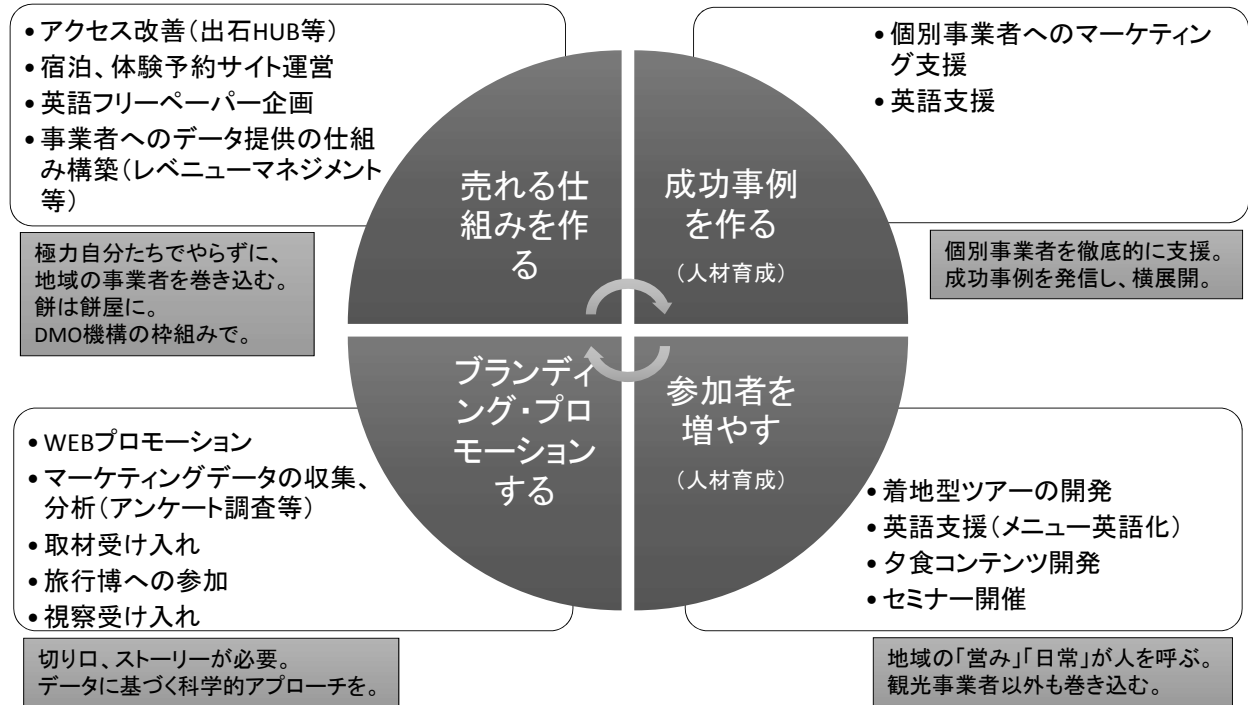 • アクセス改善(出石HUB等)
• 宿泊、体験予約サイト運営
• 英語フリーペーパー企画
• 事業者へのデータ提供の仕組
み構築(レベニューマネジメント
等)
極力自分たちでやらずに、
地域の事業者を巻き込む。
餅は餅屋に。
DMO機構の枠組みで。
売れる仕
組みを作
る
成功事例
を作る
(人材育成)
• 個別事業者へのマーケティン
グ支援
• 英語支援
個別事業者を徹底的に支援。
成功事例を発信し、横展開。
• WEBプロモーション
• マーケティングデータの収集、
分析(アンケート調査等)
• 取材受け入れ
• 旅行博への参加
• 視察受け入れ
切り口、ストーリーが必要。
データに基づく科学的アプローチを。
ブランディ
ング・プロ
モーション
する
参加者を
増やす
(人材育成)
• 着地型ツアーの開発
• 英語支援(メニュー英語化)
• 夕食コンテンツ開発
• セミナー開催
地域の「営み」「日常」が人を呼ぶ。
観光事業者以外も巻き込む。